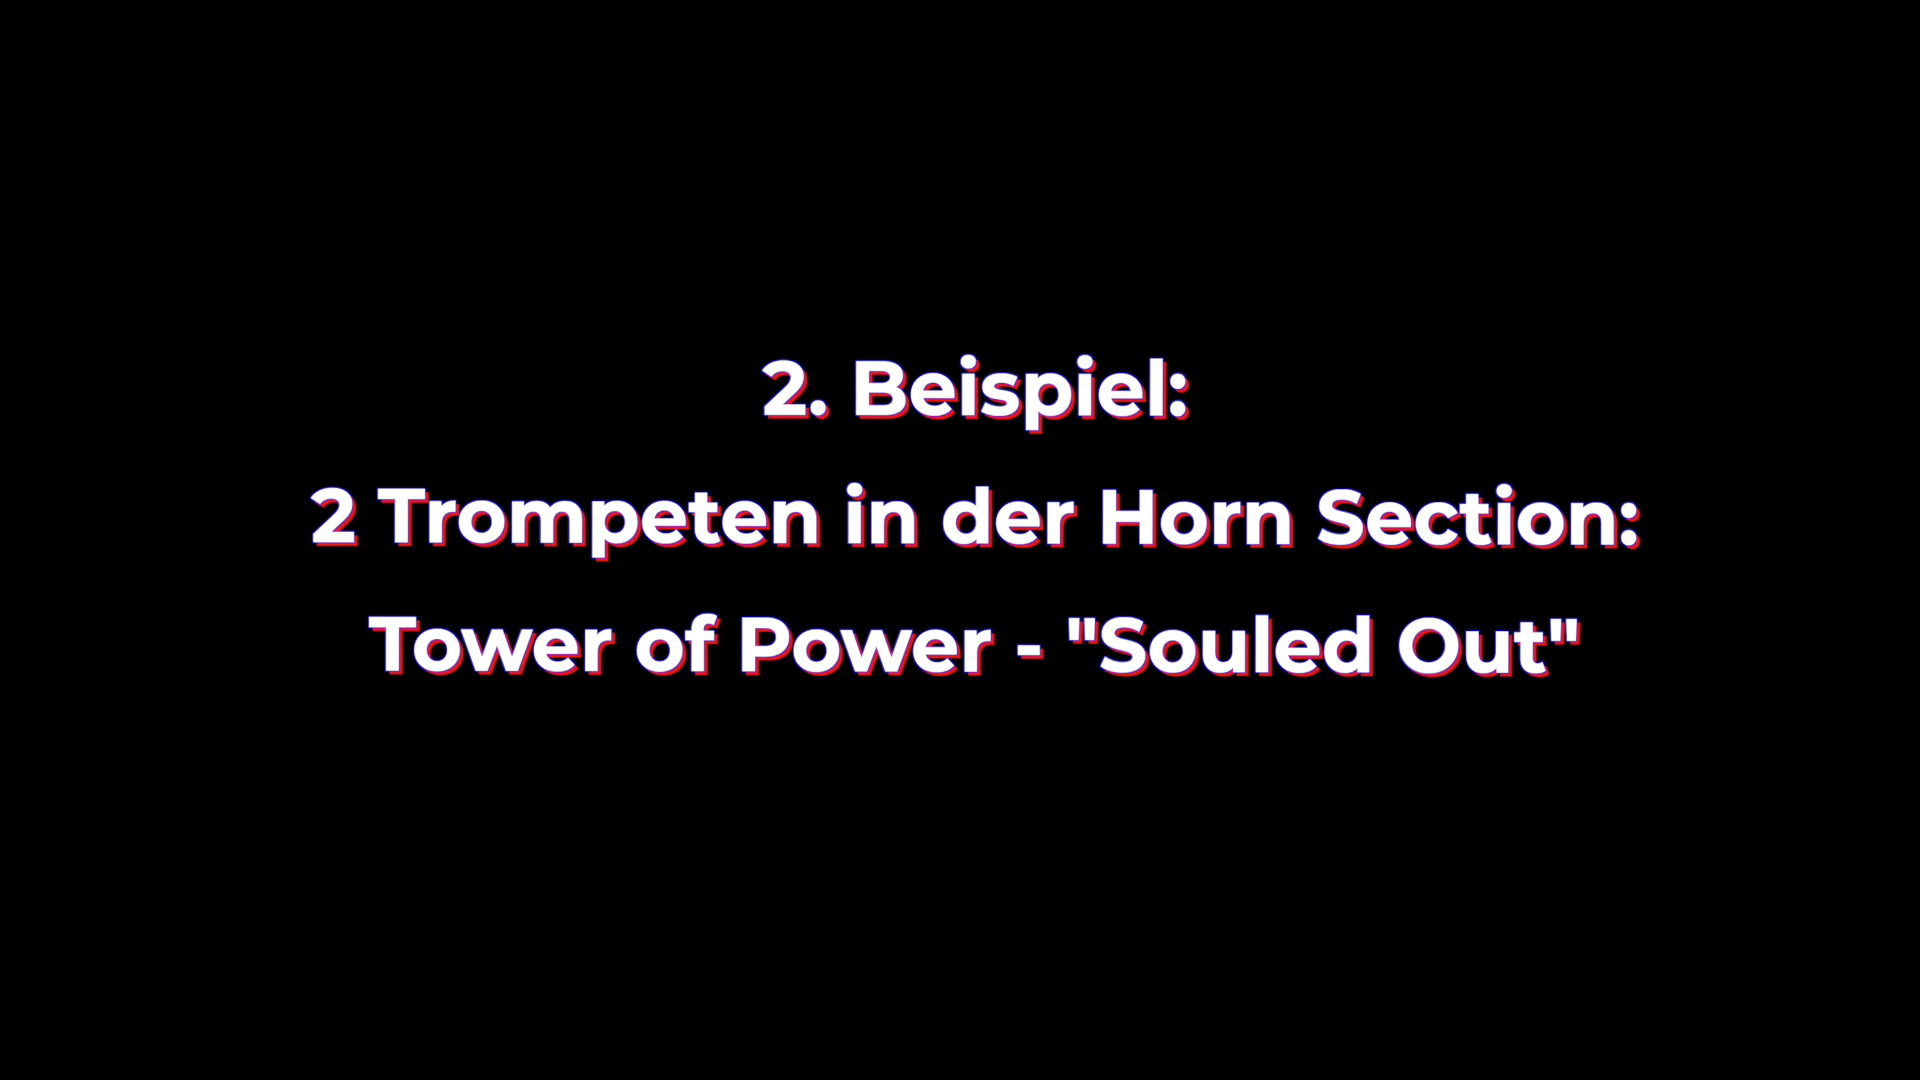 2. Beispiel:
2 Trompeten in der Horn Section:
Tower of Power - "Souled Out"